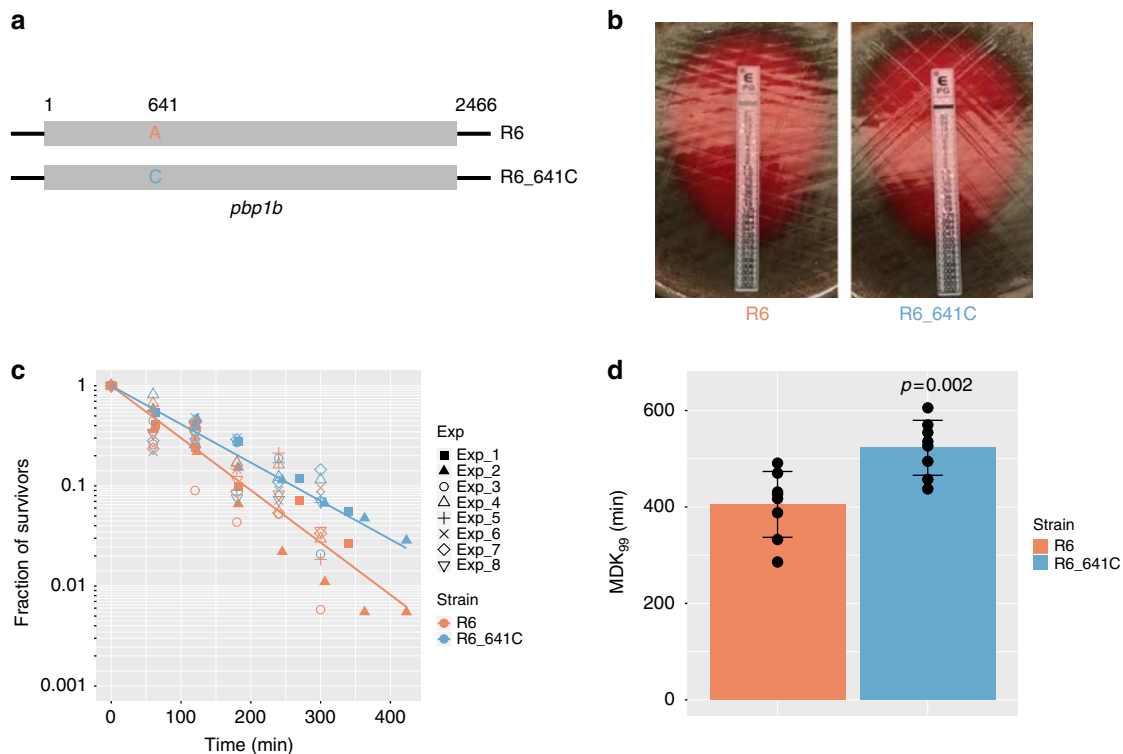 a
1 641 2466
A R6
C R6_641C
pbp1b
b
E
PG
E
PG
R6 R6_641C
c
Fraction of survivors
1
0.1
0.01
0.001
0 100 200 300 400
Time (min)
Exp
Exp_1
Exp_2
Exp_3
Exp_4
Exp_5
Exp_6
Exp_7
Exp_8
Strain
R6
R6_641C
d
p=0.002
MDK99 (min)
600
400
200
0
Strain
R6
R6_641C